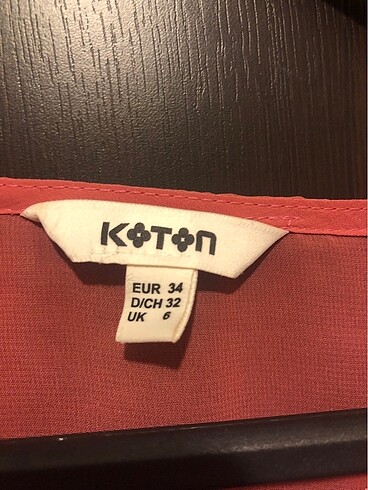 KOTON
EUR 34
D/CH 32
UK 6